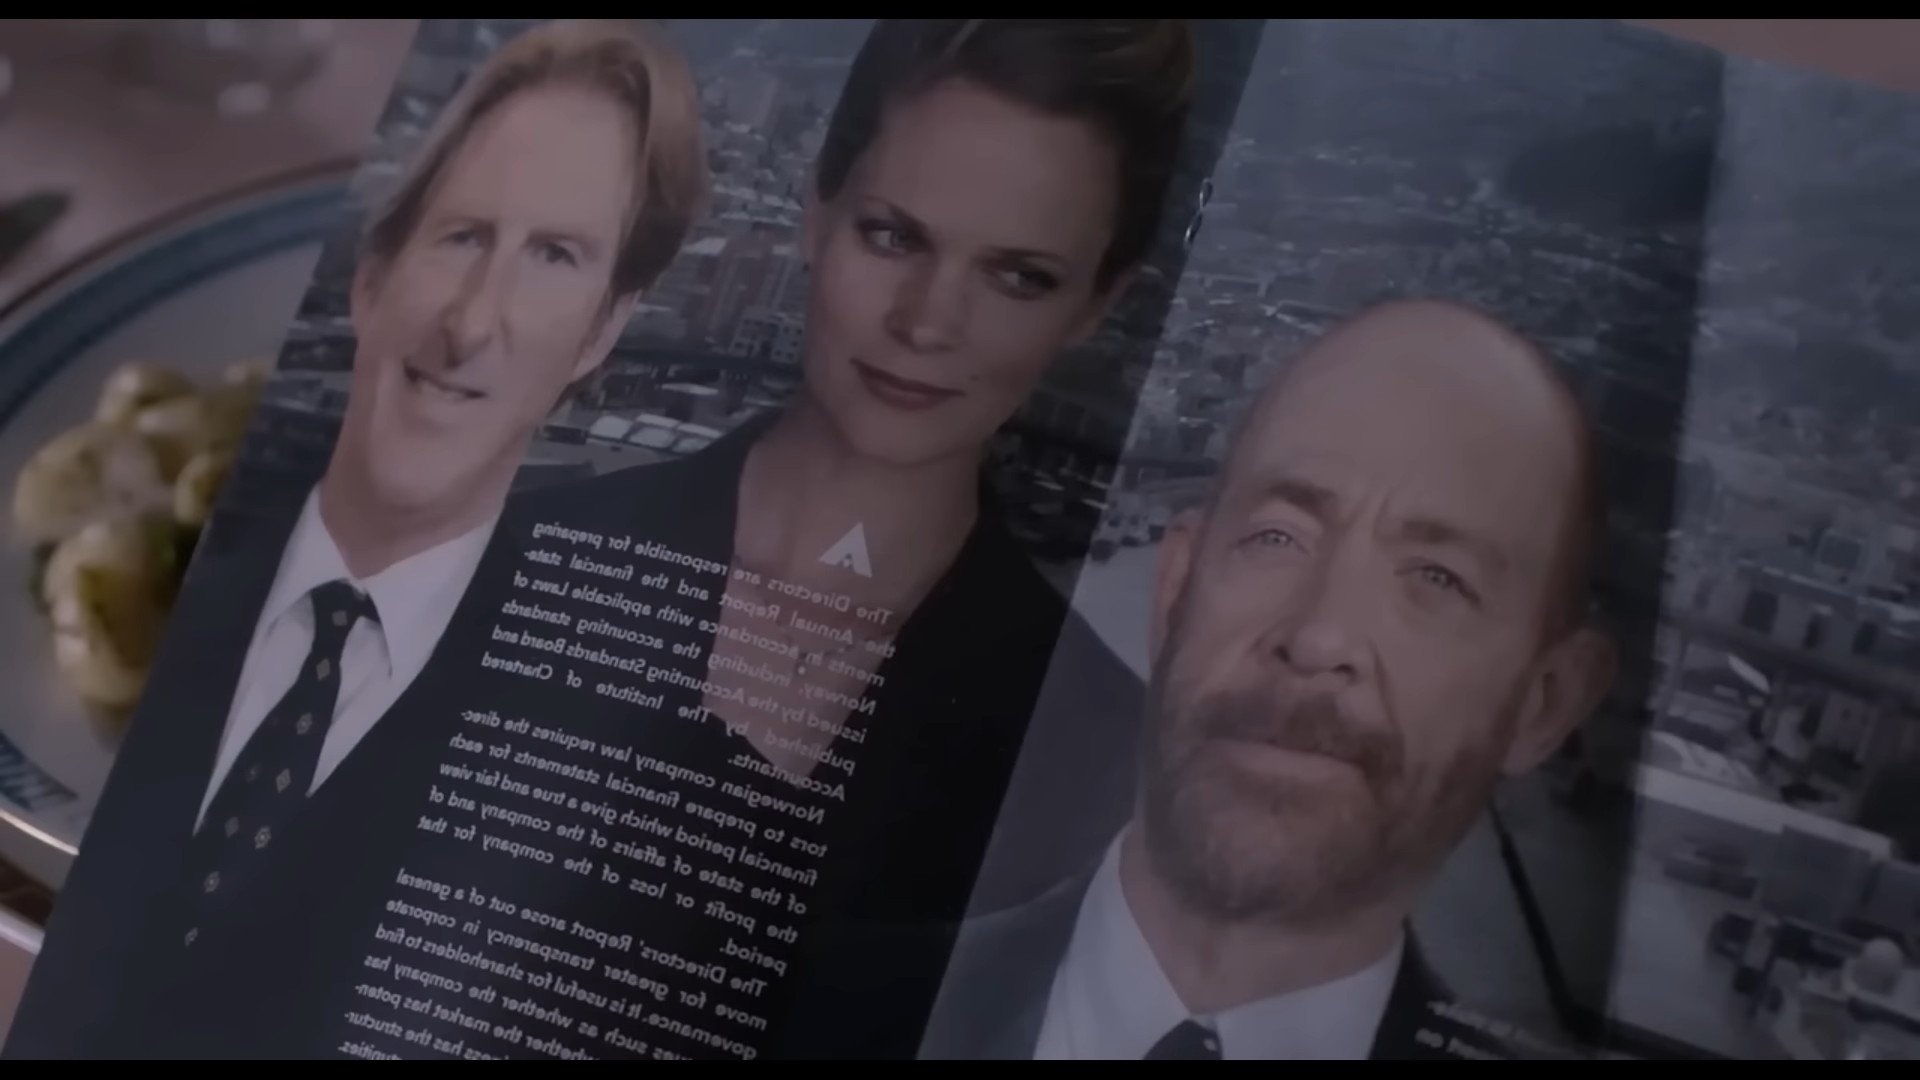 The Directors are responsible for preparing
the Annual Report and the financial state-
ments in accordance with applicable Laws of
Norway, including the accounting standards
issued by the Accounting Standards Board and
published by The Institute of Chartered
Accountants.
Norwegian company law requires the direc-
tors to prepare financial statements for each
financial period which give a true and fair view
of the state of affairs of the company and of
the profit or loss of the company for that
period.
The Directors' Report arose out of a general
move for greater transparency in corporate
governance. It is useful for shareholders to find
such as whether the company has
whether the market has poten-
has the structur-